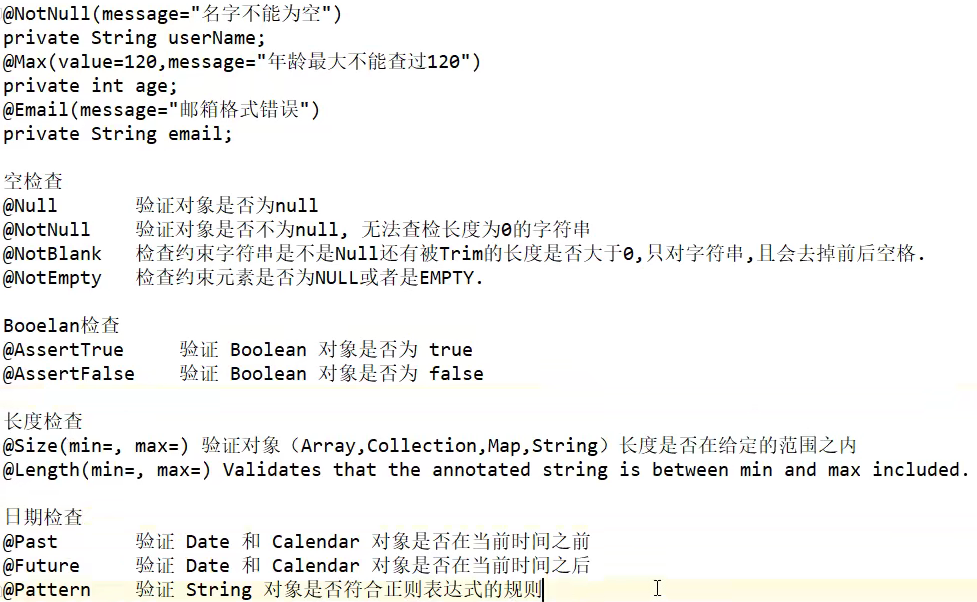 @NotNull(message="名字不能为空")
private String userName;
@Max(value=120,message="年龄最大不能查过120")
private int age;
@Email(message="邮箱格式错误")
private String email;
空检查
@Null 验证对象是否为null
@NotNull 验证对象是否不为null, 无法查检长度为0的字符串
@NotBlank 检查约束字符串是不是Null还有被Trim的长度是否大于0,只对字符串,且会去掉前后空格.
@NotEmpty 检查约束元素是否为NULL或者是EMPTY.
Booelan检查
@AssertTrue 验证 Boolean 对象是否为 true
@AssertFalse 验证 Boolean 对象是否为 false
长度检查
@Size(min=, max=) 验证对象（Array,Collection,Map,String）长度是否在给定的范围之内
@Length(min=, max=) Validates that the annotated string is between min and max included.
日期检查
@Past 验证 Date 和 Calendar 对象是否在当前时间之前
@Future 验证 Date 和 Calendar 对象是否在当前时间之后
@Pattern 验证 String 对象是否符合正则表达式的规则